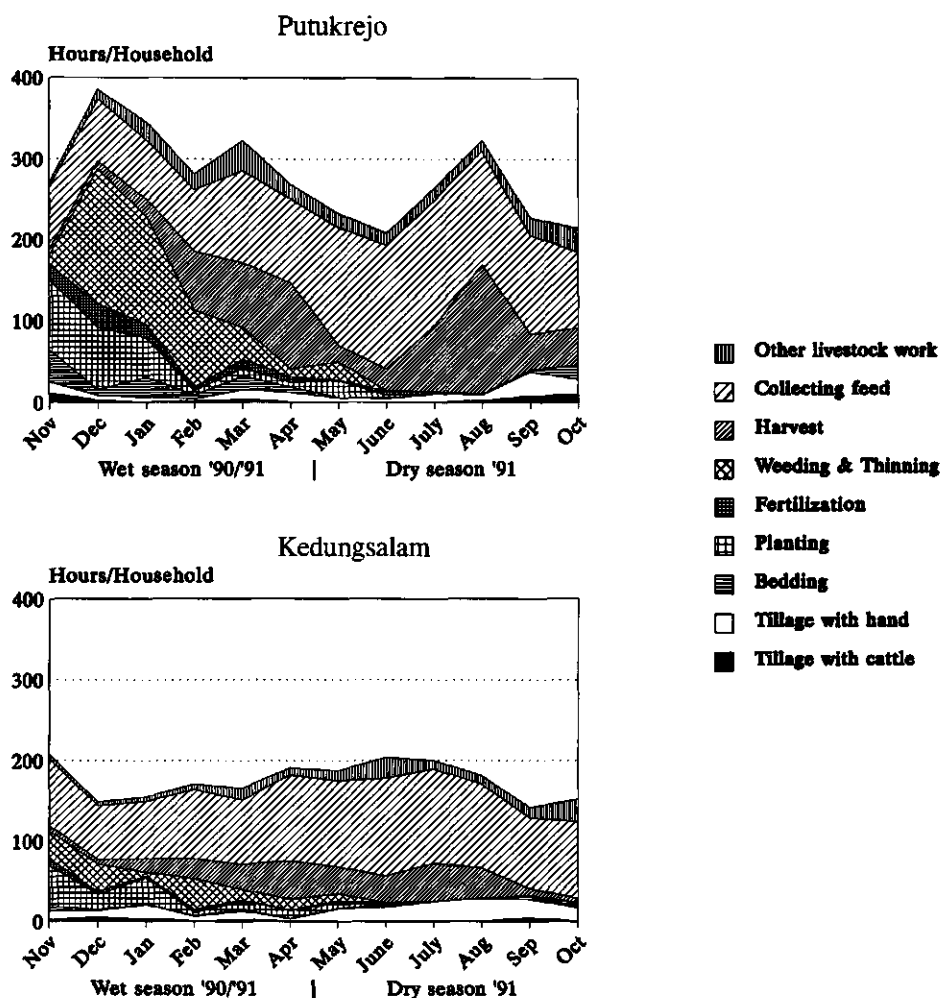 Putukrejo
Hours/Household
400
300
200
100
0
Nov Dec Jan Feb Mar Apr May June July Aug Sep Oct
Wet season '90/'91 | Dry season '91
Other livestock work
Collecting feed
Harvest
Weeding & Thinning
Fertilization
Planting
Bedding
Tillage with hand
Tillage with cattle
Kedungsalam
Hours/Household
400
300
200
100
0
Nov Dec Jan Feb Mar Apr May June July Aug Sep Oct
Wet season '90/'91 | Dry season '91